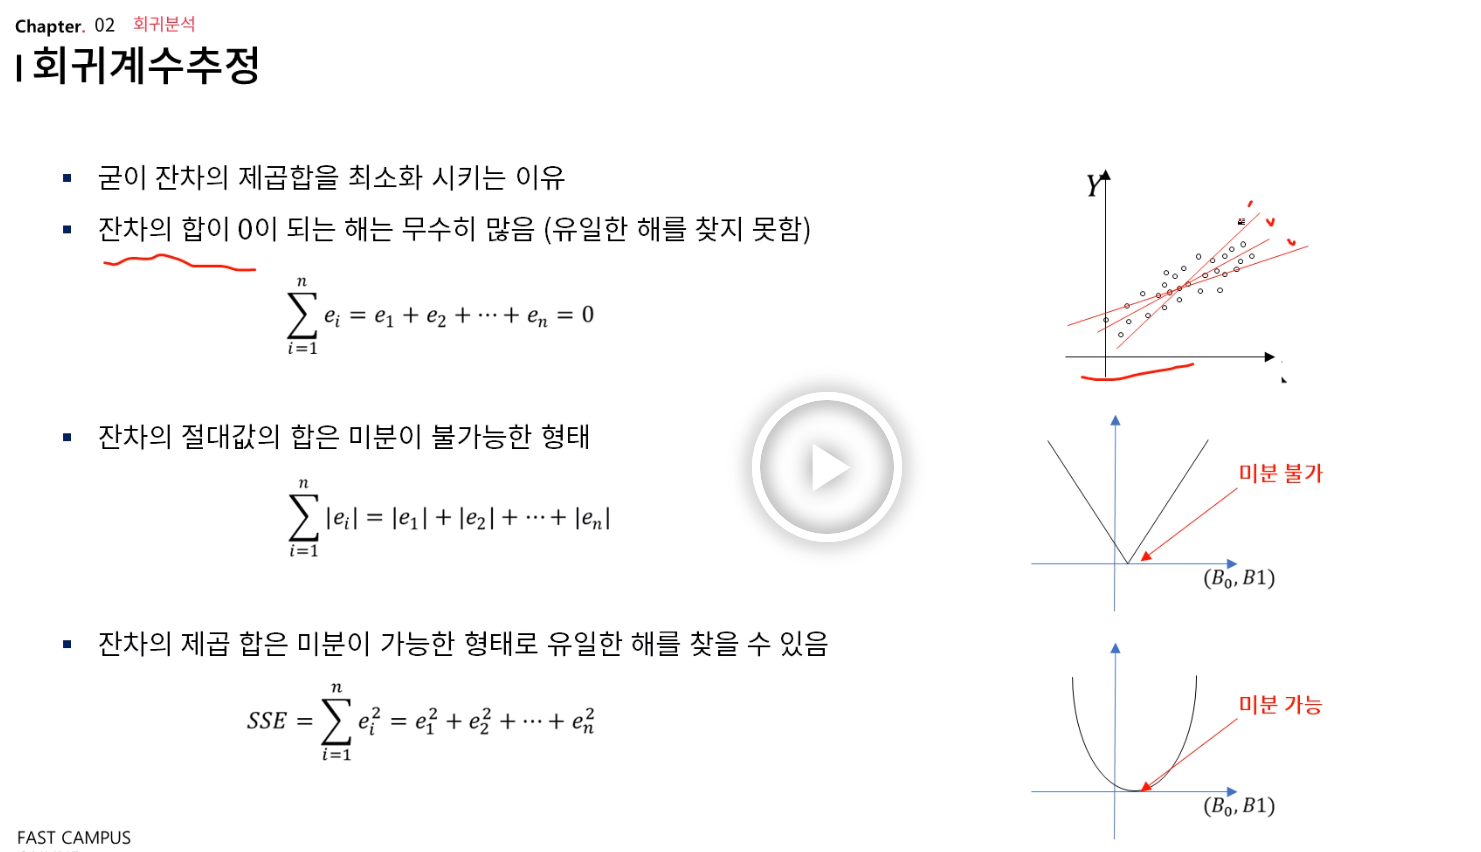 Chapter. 02 회귀분석
회귀계수추정
굳이 잔차의 제곱합을 최소화 시키는 이유
잔차의 합이 0이 되는 해는 무수히 많음 (유일한 해를 찾지 못함)
\sum_{i=1}^{n} e_i = e_1 + e_2 + ⋯ + e_n = 0
Y
잔차의 절대값의 합은 미분이 불가능한 형태
\sum_{i=1}^{n} |e_i| = |e_1| + |e_2| + ⋯ + |e_n|
미분 불가
(B_0, B1)
잔차의 제곱 합은 미분이 가능한 형태로 유일한 해를 찾을 수 있음
SSE = \sum_{i=1}^{n} e_i^2 = e_1^2 + e_2^2 + ⋯ + e_n^2
미분 가능
(B_0, B1)
FAST CAMPUS